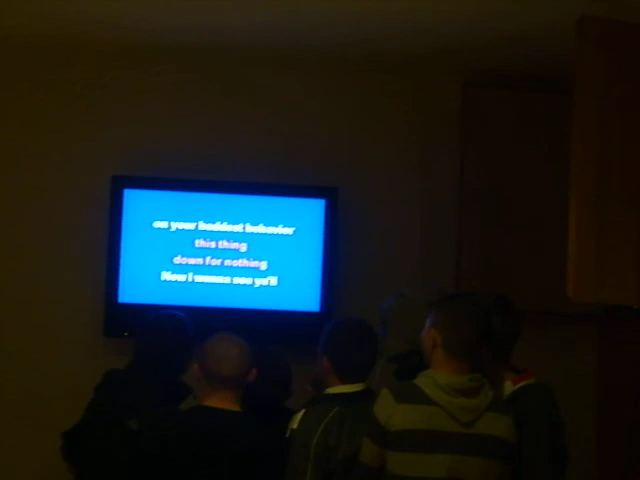 on your baddest behavior
this thing
down for nothing
Now I wanna see ya'll